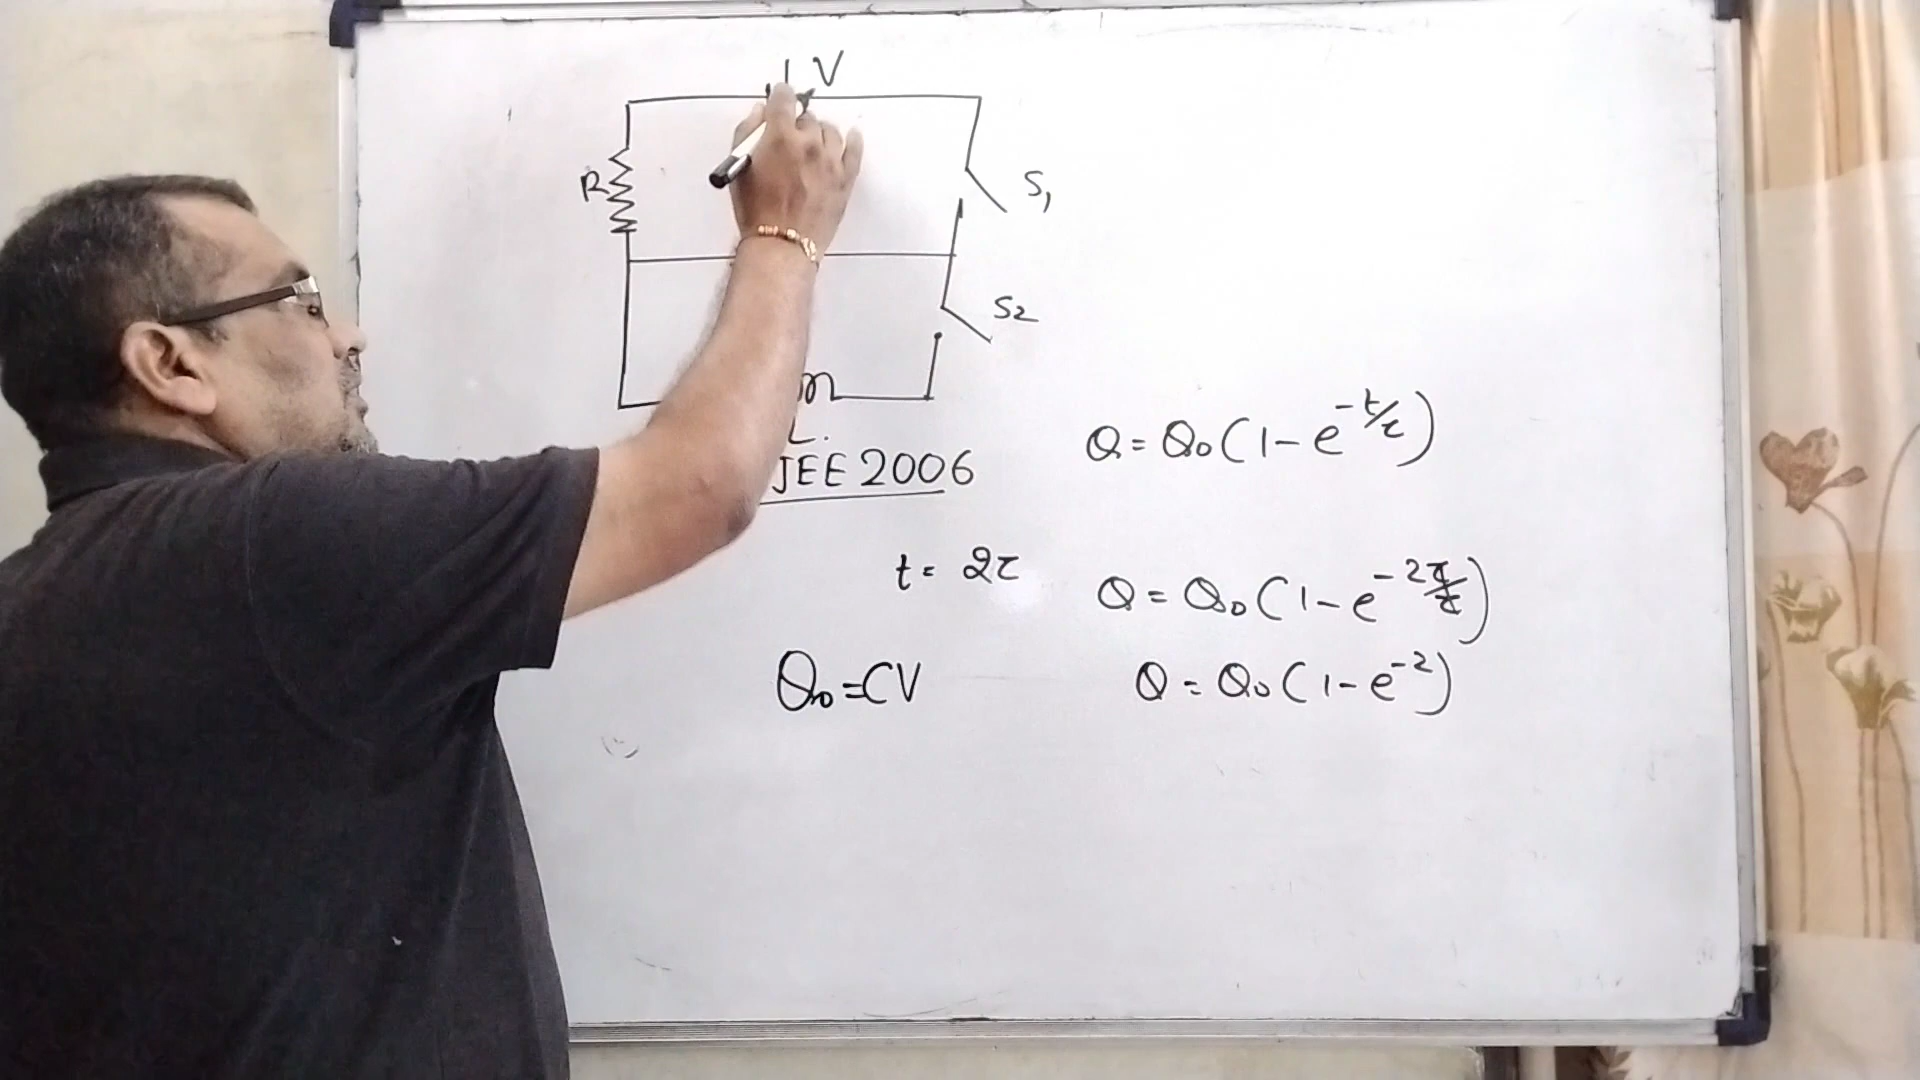 V
R
S₁
S₂
L.
JEE 2006
Q = Q₀(1-e^{-t/τ})
t = 2τ
Q = Q₀(1-e^{-2τ/τ})
Q₀=CV
Q = Q₀(1-e^{-2})